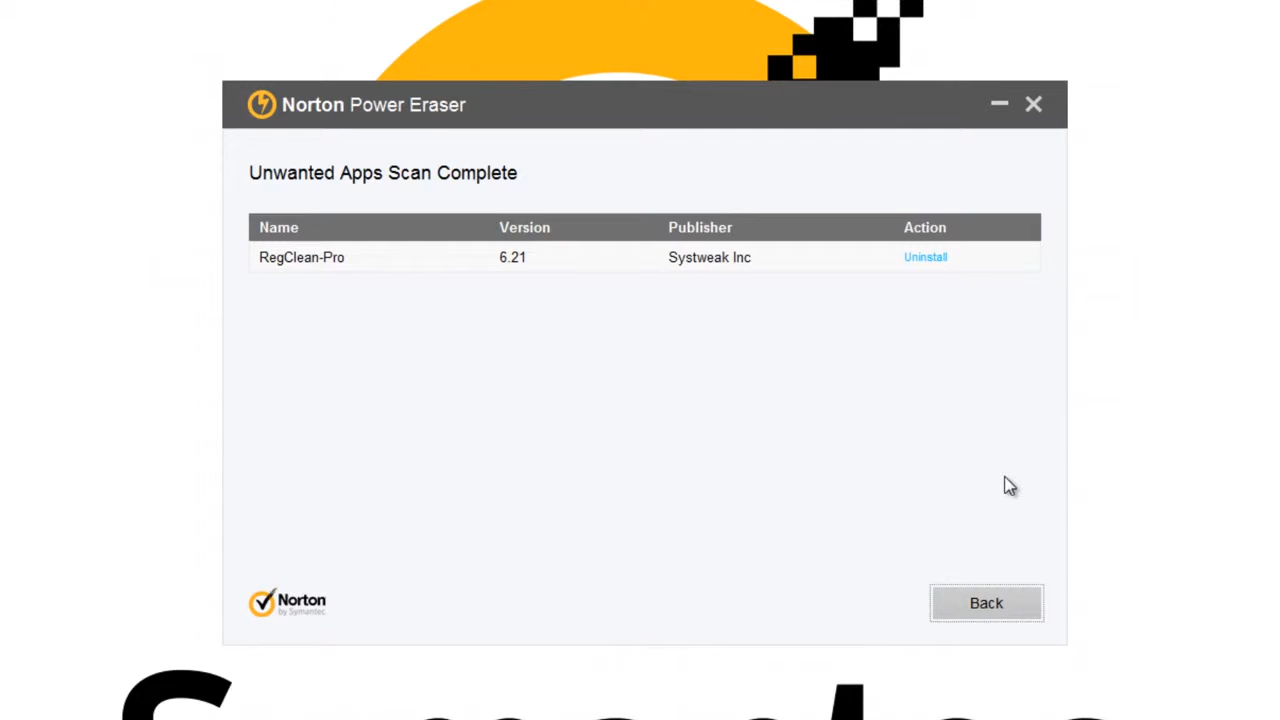 Norton Power Eraser
Unwanted Apps Scan Complete
Name Version Publisher Action
RegClean-Pro 6.21 Systweak Inc Uninstall
Norton
by Symantec
Back